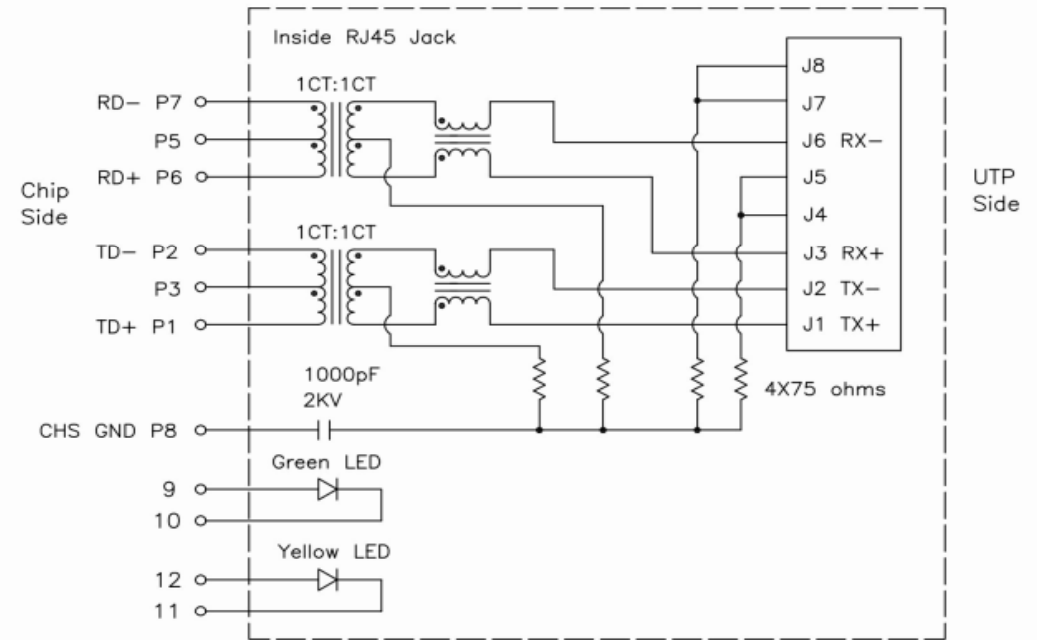 Inside RJ45 Jack
1CT:1CT
RD- P7
P5
RD+ P6
Chip
Side
1CT:1CT
TD- P2
P3
TD+ P1
J8
J7
J6 RX-
J5
J4
J3 RX+
J2 TX-
J1 TX+
UTP
Side
1000pF
2KV
4X75 ohms
CHS GND P8
Green LED
9
10
Yellow LED
12
11